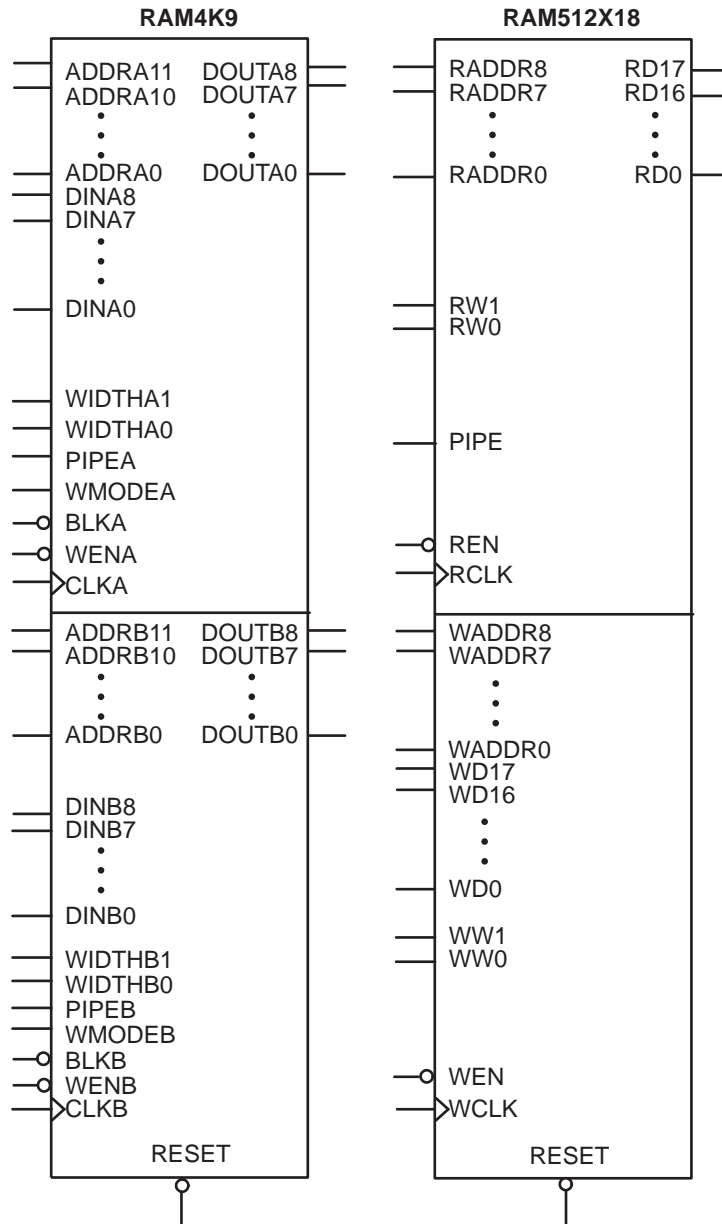 RAM4K9
ADDRA11 DOUTA8
ADDRA10 DOUTA7
ADDRA0 DOUTA0
DINA8
DINA7
DINA0
WIDTHA1
WIDTHA0
PIPEA
WMODEA
BLKA
WENA
CLKA
ADDRB11 DOUTB8
ADDRB10 DOUTB7
ADDRB0 DOUTB0
DINB8
DINB7
DINB0
WIDTHB1
WIDTHB0
PIPEB
WMODEB
BLKB
WENB
CLKB
RESET
RAM512X18
RADDR8 RD17
RADDR7 RD16
RADDR0 RD0
RW1
RW0
PIPE
REN
RCLK
WADDR8
WADDR7
WADDR0
WD17
WD16
WD0
WW1
WW0
WEN
WCLK
RESET